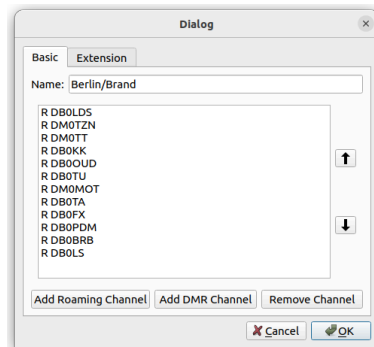 Dialog
Basic Extension
Name: Berlin/Brand
R DB0LDS
R DM0TZN
R DM0TT
R DB0KK
R DB0OUD
R DB0TU
R DM0MOT
R DB0TA
R DB0FX
R DB0PDM
R DB0BRB
R DB0LS
Add Roaming Channel Add DMR Channel Remove Channel
Cancel OK